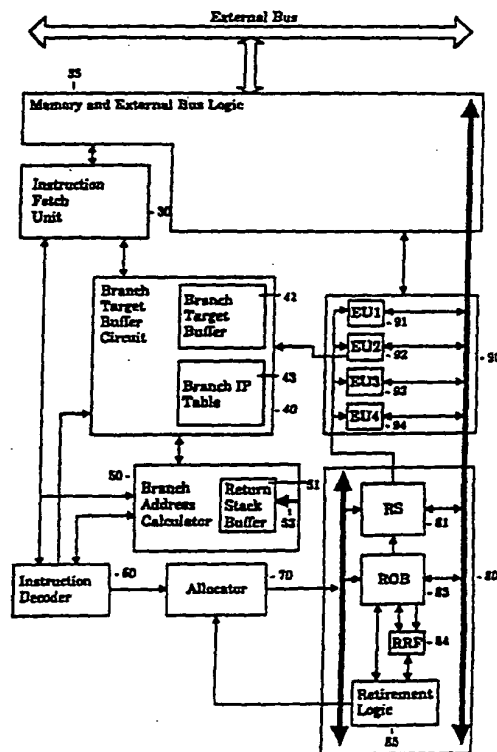 External Bus
35
Memory and External Bus Logic
Instruction
Fetch
Unit
30
Branch
Target
Buffer
Circuit
Branch
Target
Buffer
42
Branch IP
Table
43
40
EU1
91
EU2
92
EU3
93
EU4
94
90
50
Branch
Address
Calculator
Return
Stack
Buffer
51
53
RS
81
ROB
83
RRF
84
Retirement
Logic
85
80
Instruction
Decoder
60
Allocator
70